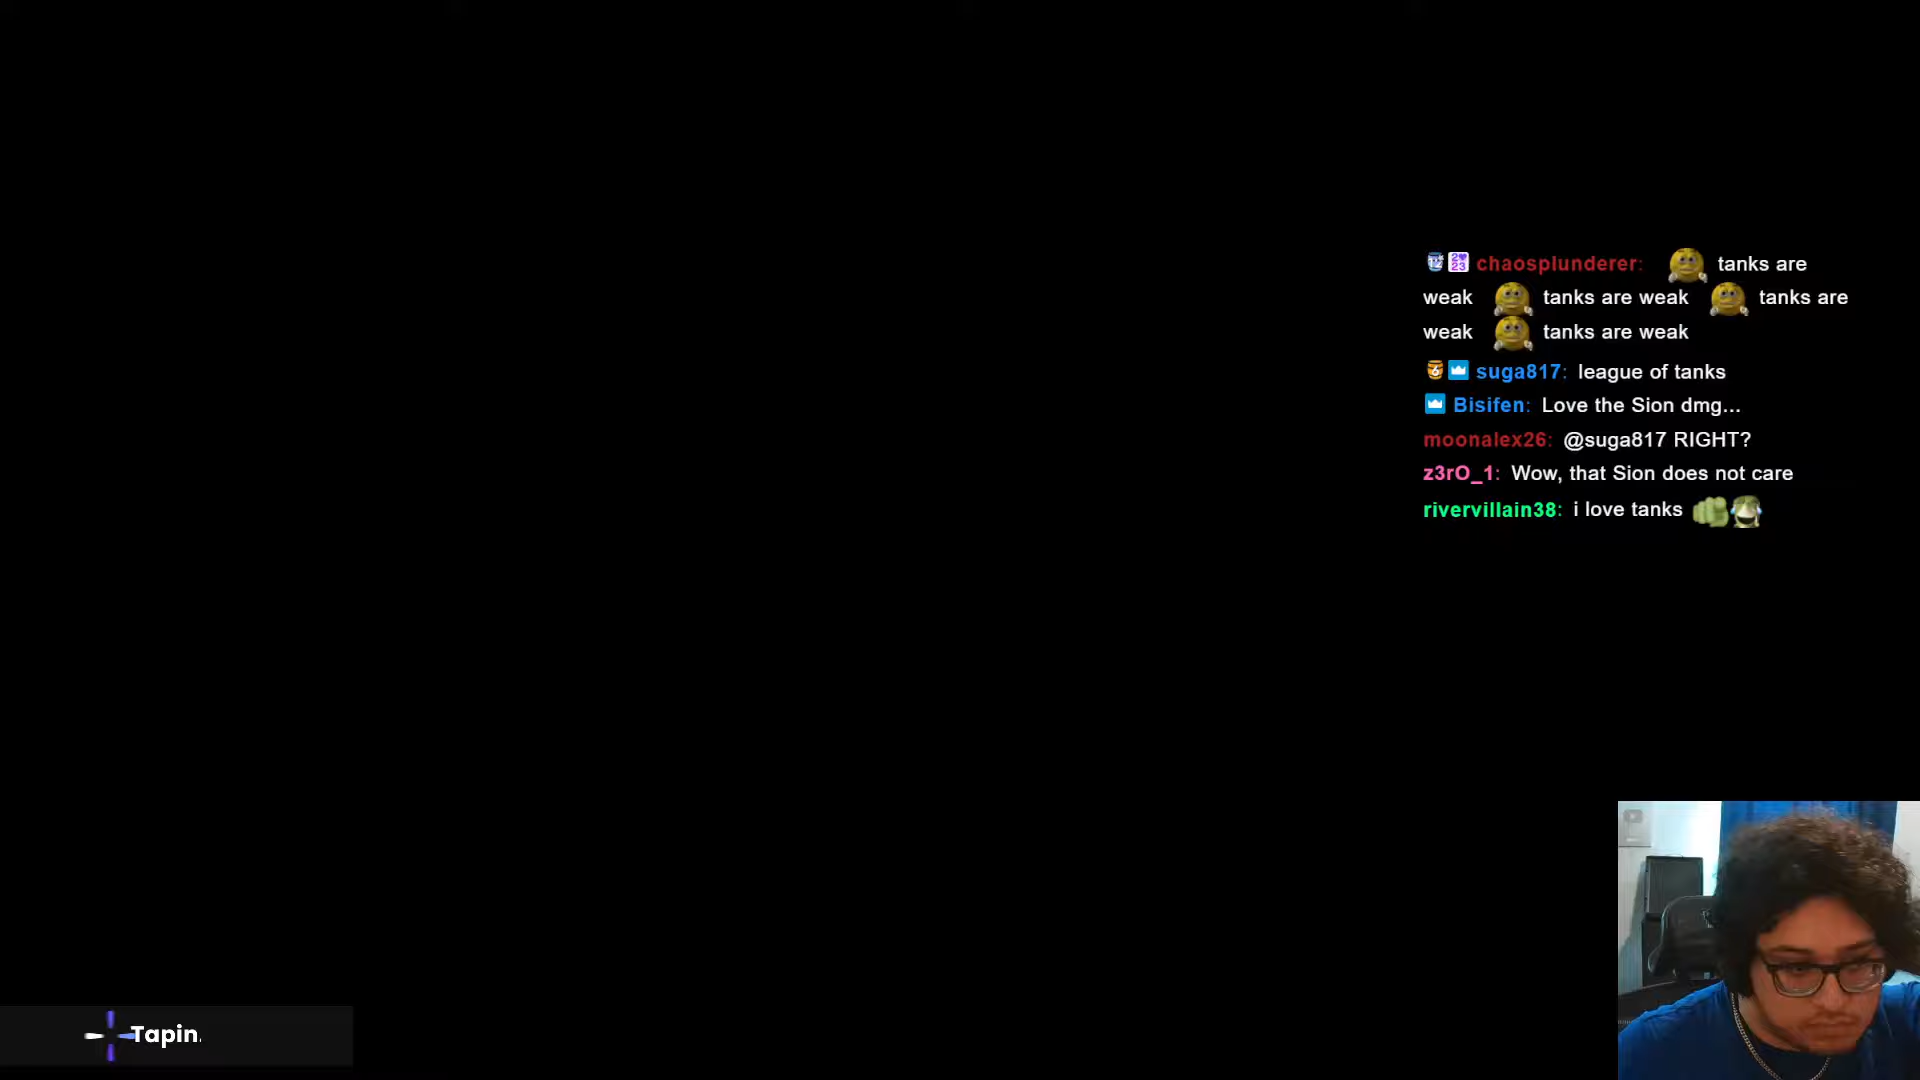 chaosplunderer: tanks are
weak tanks are weak tanks are
weak tanks are weak
suga817: league of tanks
Bisifen: Love the Sion dmg...
moonalex26: @suga817 RIGHT?
z3rO_1: Wow, that Sion does not care
rivervillain38: i love tanks
Tapin.